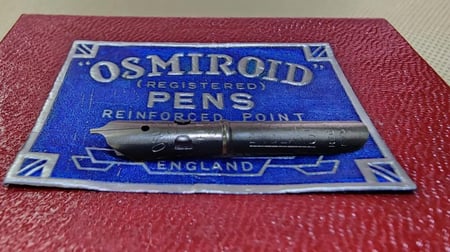 "OSMIROID"
(REGISTERED)
PENS
REINFORCED POINT
ENGLAND